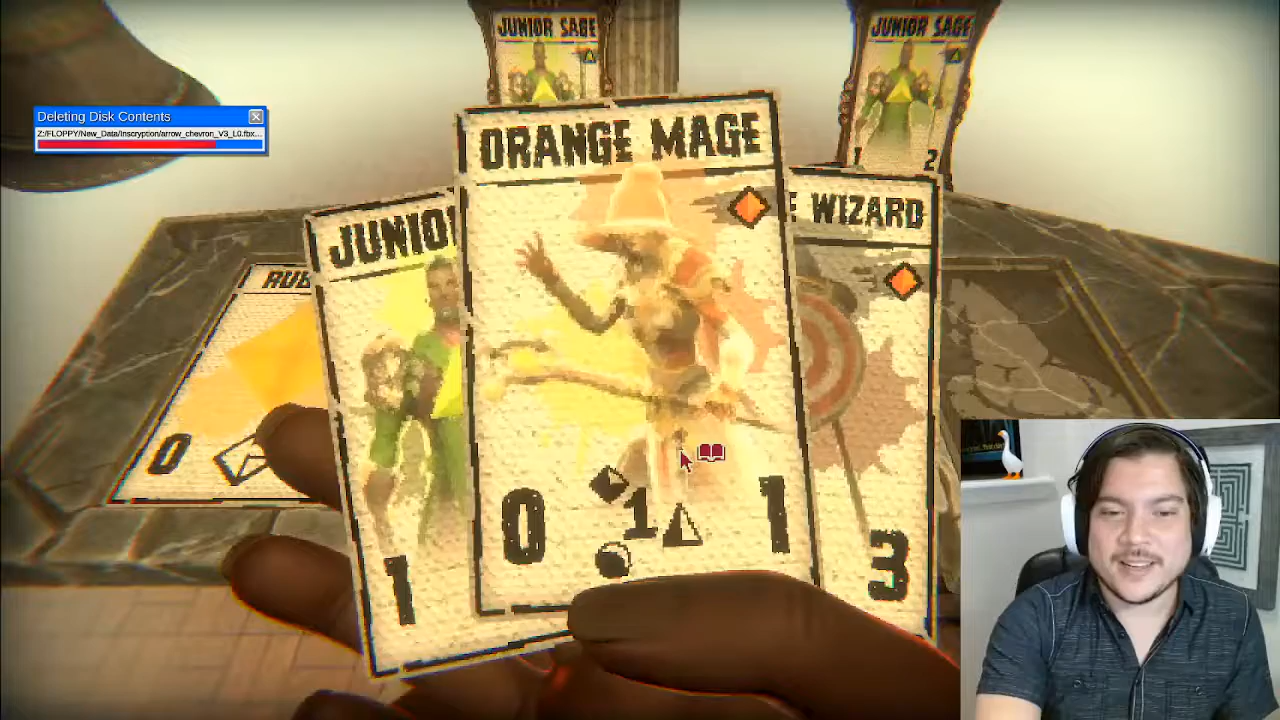 JUNIOR SAGE
JUNIOR SAGE
1 2
Deleting Disk Contents
Z:/FLOPPY/New_Data/Inscryption/arrow_chevron_V3_L0.fbx...
ORANGE MAGE
E WIZARD
JUNIO
RUB
0
0
1
1
1
3